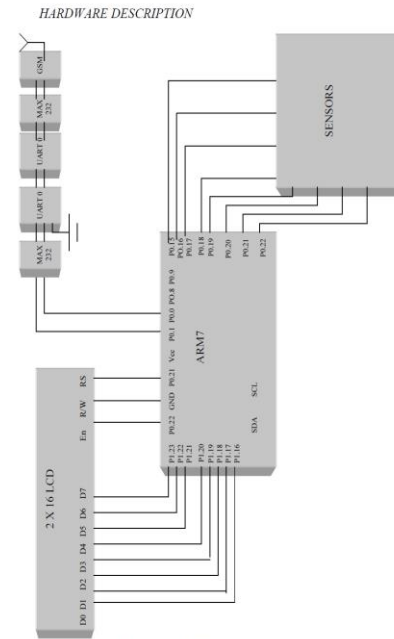 HARDWARE DESCRIPTION
GSM
MAX
232
UART 0
UART 0
MAX
232
SENSORS
P0.15
PO.16
P0.17
P0.18
P0.19
P0.20
P0.21
P0.22
P0.9
PO.8
P0.0
P0.1
Vcc
P0.21
GND
P0.22
ARM7
SCL
SDA
P1.23
P1.22
P1.21
P1.20
P1.19
P1.18
P1.17
P1.16
2 X 16 LCD
RS
R/W
En
D7
D6
D5
D4
D3
D2
D1
D0